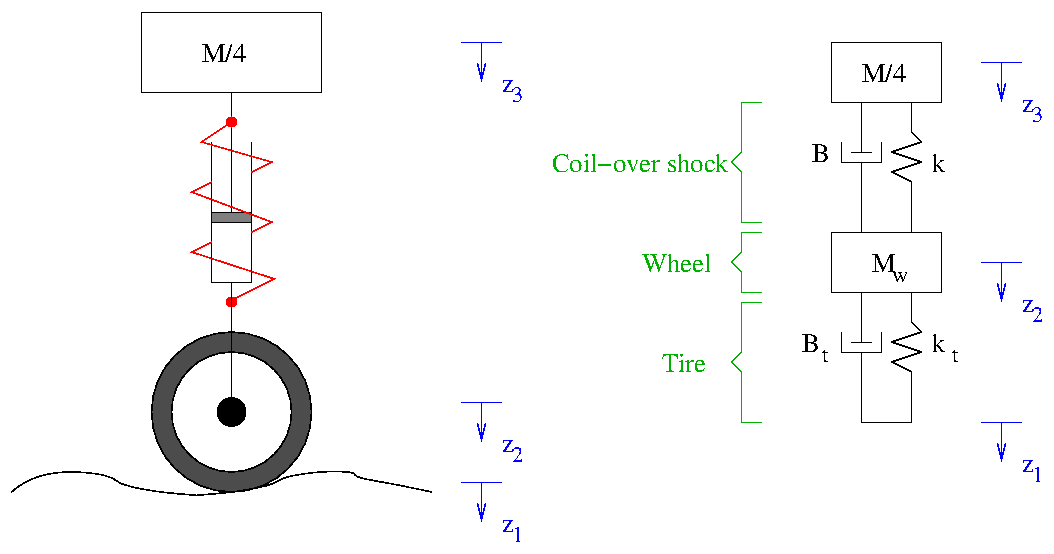 M/4
z3
z2
z1
M/4
z3
B
k
Coil-over shock
Wheel
Mw
z2
Bt
kt
Tire
z1